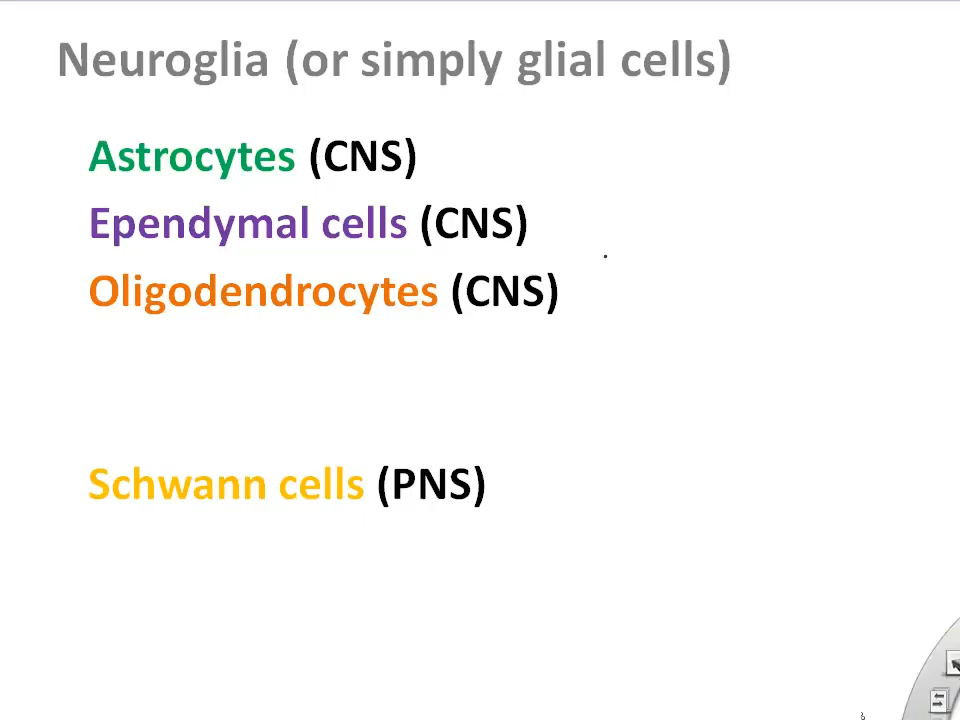 Neuroglia (or simply glial cells)
Astrocytes (CNS)
Ependymal cells (CNS)
Oligodendrocytes (CNS)
Schwann cells (PNS)